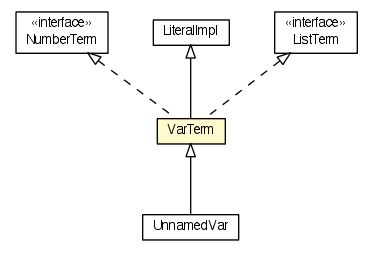 «interface»
NumberTerm
LiteralImpl
«interface»
ListTerm
VarTerm
UnnamedVar